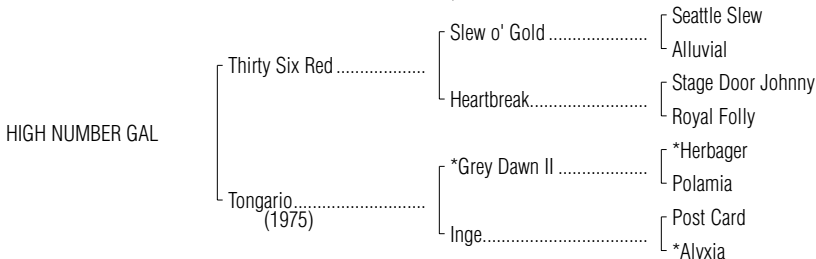 Seattle Slew
Slew o' Gold ........................
Alluvial
Thirty Six Red ...................
Stage Door Johnny
Heartbreak.............................
Royal Folly
HIGH NUMBER GAL
*Herbager
*Grey Dawn II ......................
Polamia
Tongario............................
(1975)
Post Card
Inge........................................
*Alyxia